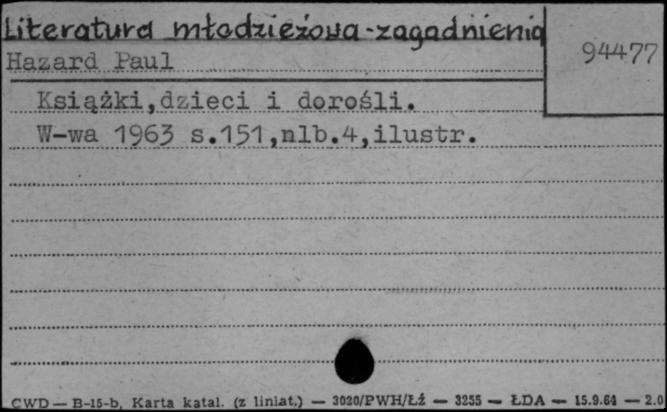 Literatura młodzieżowa-zagadnienia
94477
Hazard Paul
Książki,dzieci i dorośli.
W-wa 1963 s.151,nlb.4,ilustr.
CWD — B-15-b, Karta katal. (z liniat.) — 3020/PWH/Łź — 3255 — ŁDA — 15.9.64 — 2.0